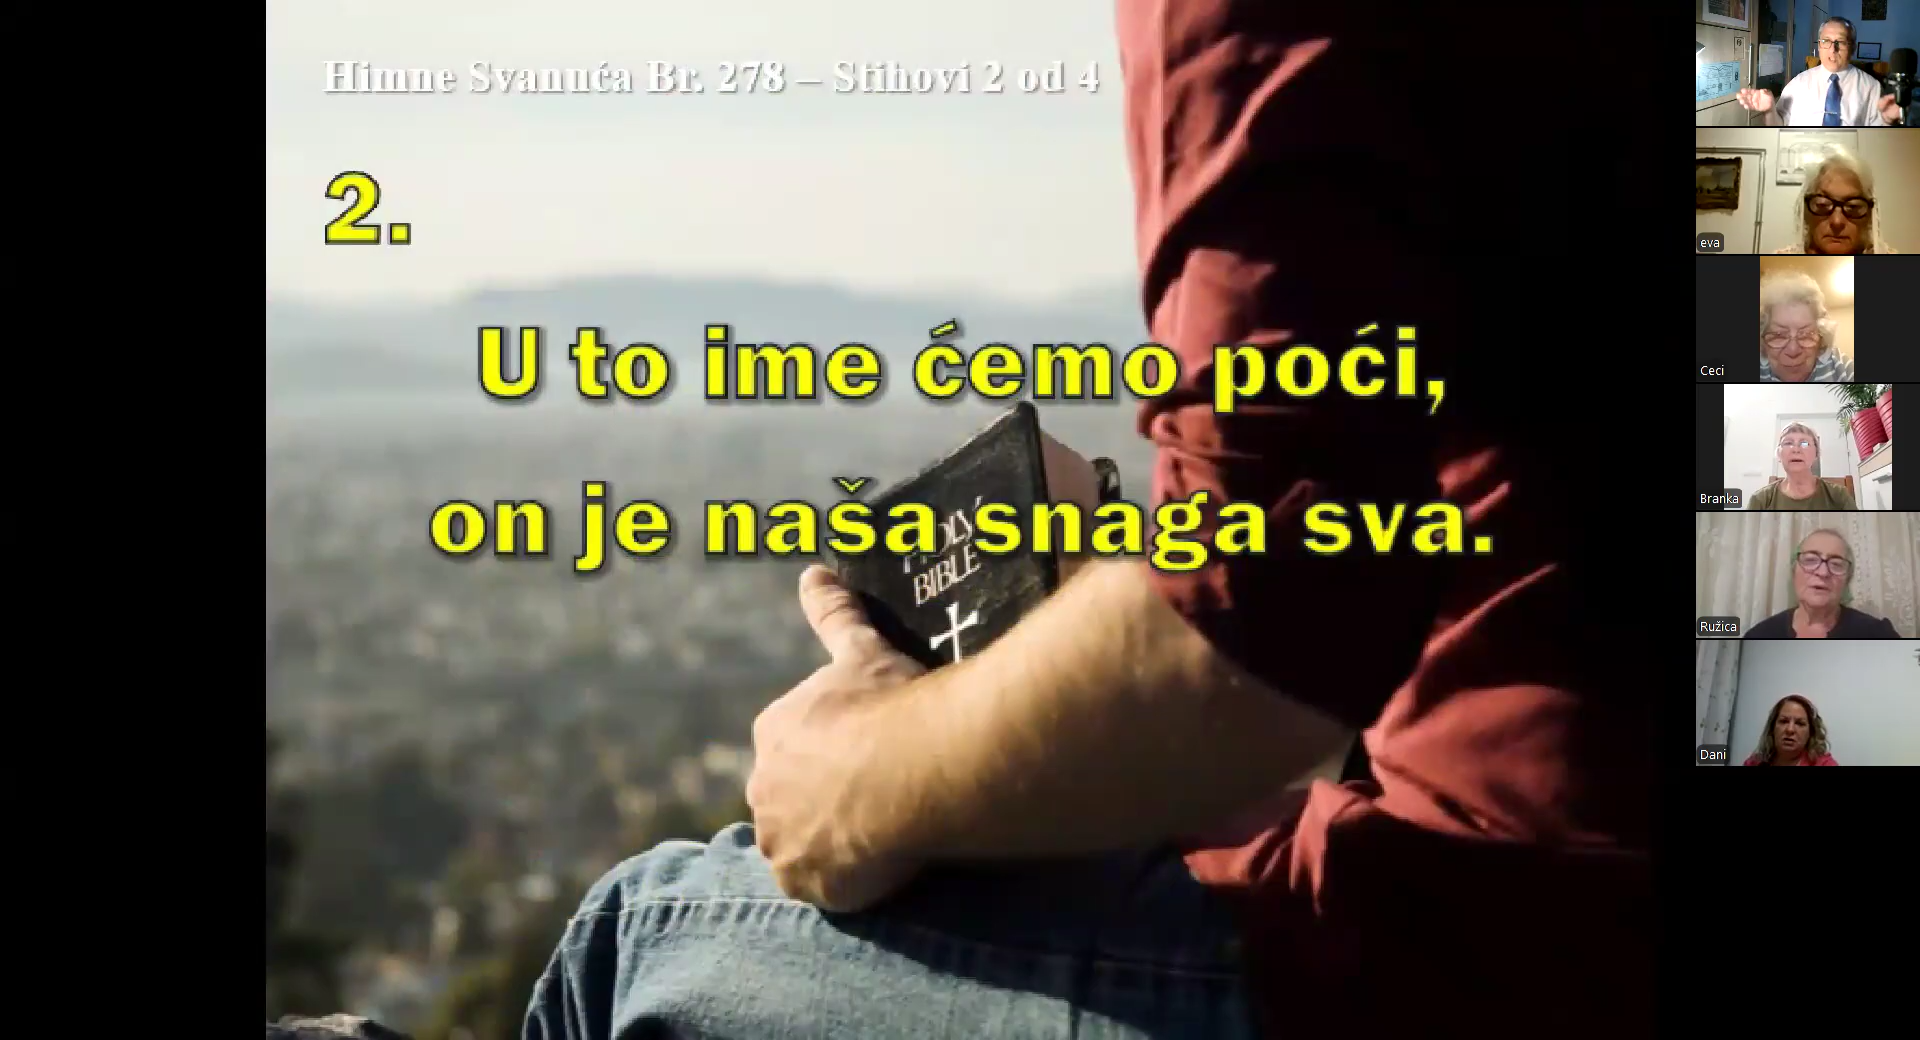 Himne Svanuća Br. 278 – Stihovi 2 od 4
2.
U to ime ćemo poći,
on je naša snaga sva.
HOLY
BIBLE
eva
Ceci
Branka
Ružica
Dani